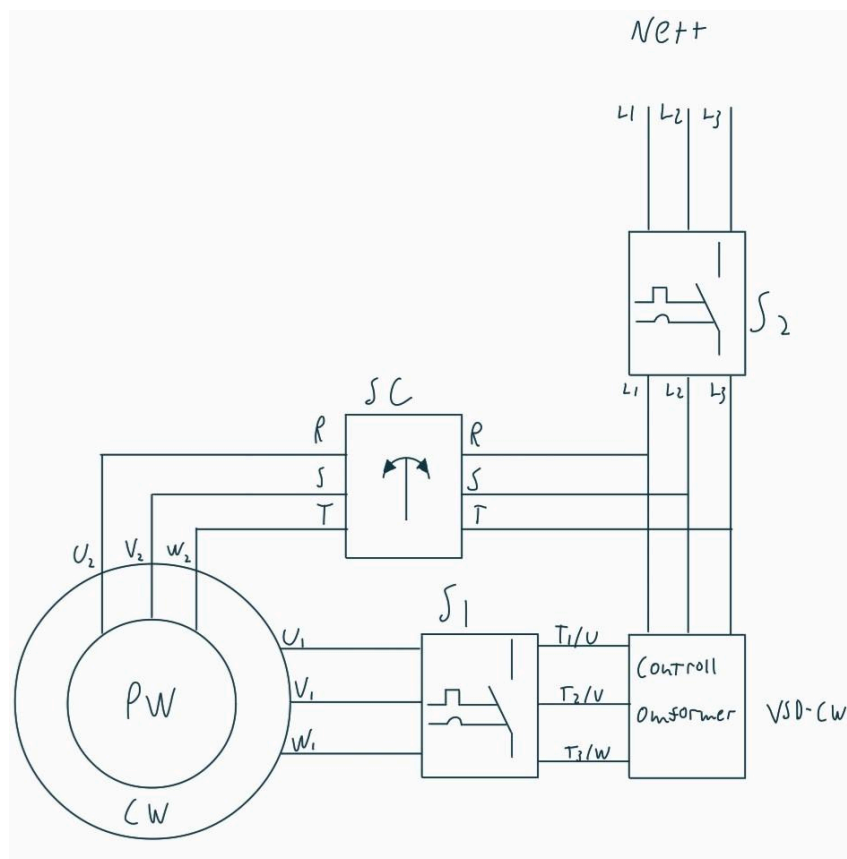 Nett
L1 L2 L3
S2
L1 L2 L3
SC
R R
S S
T T
U2 V2 W2
S1
U1 T1/U
V1 T2/V
W1 T3/W
PW
CW
Controll
Omformer
VSD-CW